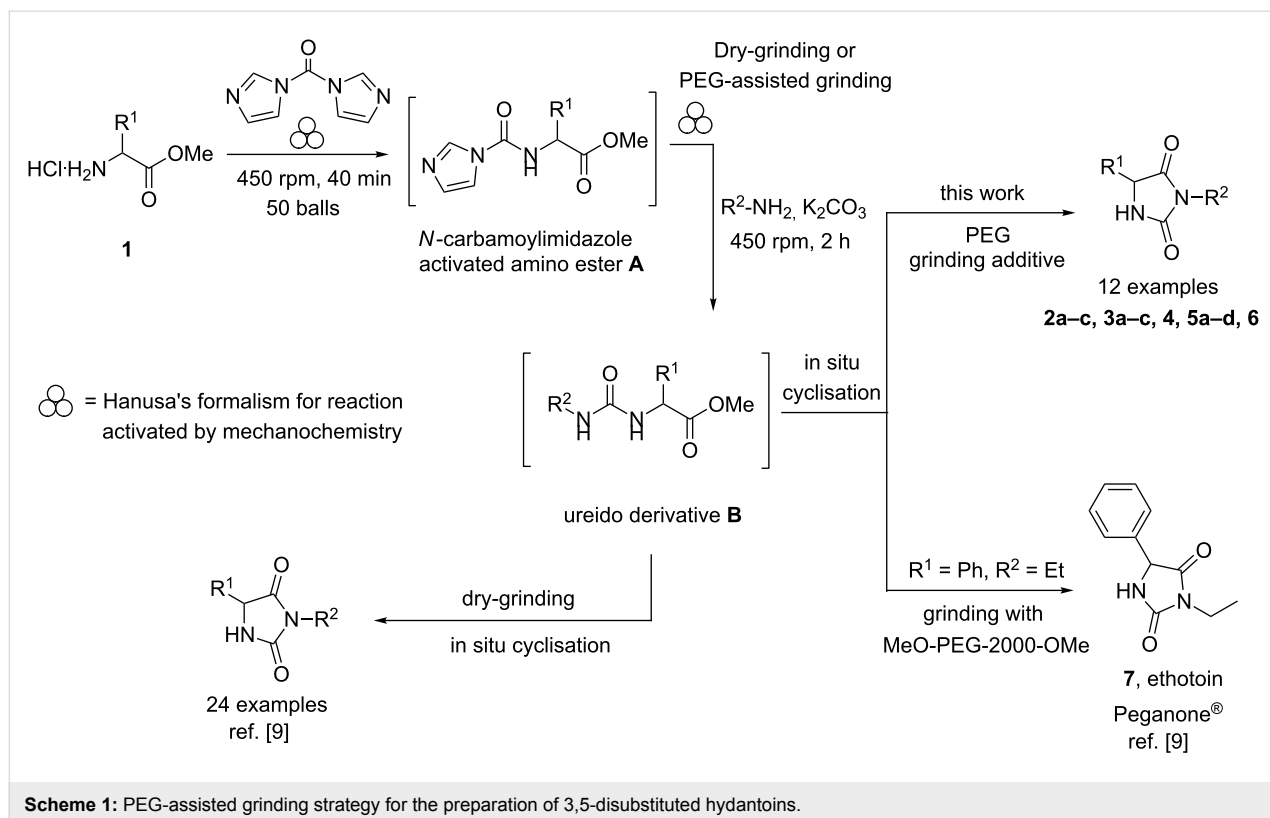 O
N N N N
Dry-grinding or
PEG-assisted grinding
R¹
HCl·H₂N OMe
O
450 rpm, 40 min
50 balls
1
O R¹
N N N OMe
H O
N-carbamoylimidazole
activated amino ester A
R²-NH₂, K₂CO₃
450 rpm, 2 h
this work
PEG
grinding additive
R¹ O
N–R²
HN
O
12 examples
2a–c, 3a–c, 4, 5a–d, 6
in situ
cyclisation
= Hanusa's formalism for reaction
activated by mechanochemistry
O R¹
R² N N OMe
H H O
ureido derivative B
R¹ = Ph, R² = Et
grinding with
MeO-PEG-2000-OMe
O
HN
N
O
7, ethotoin
Peganone®
ref. [9]
dry-grinding
in situ cyclisation
R¹ O
N–R²
HN
O
24 examples
ref. [9]
Scheme 1: PEG-assisted grinding strategy for the preparation of 3,5-disubstituted hydantoins.